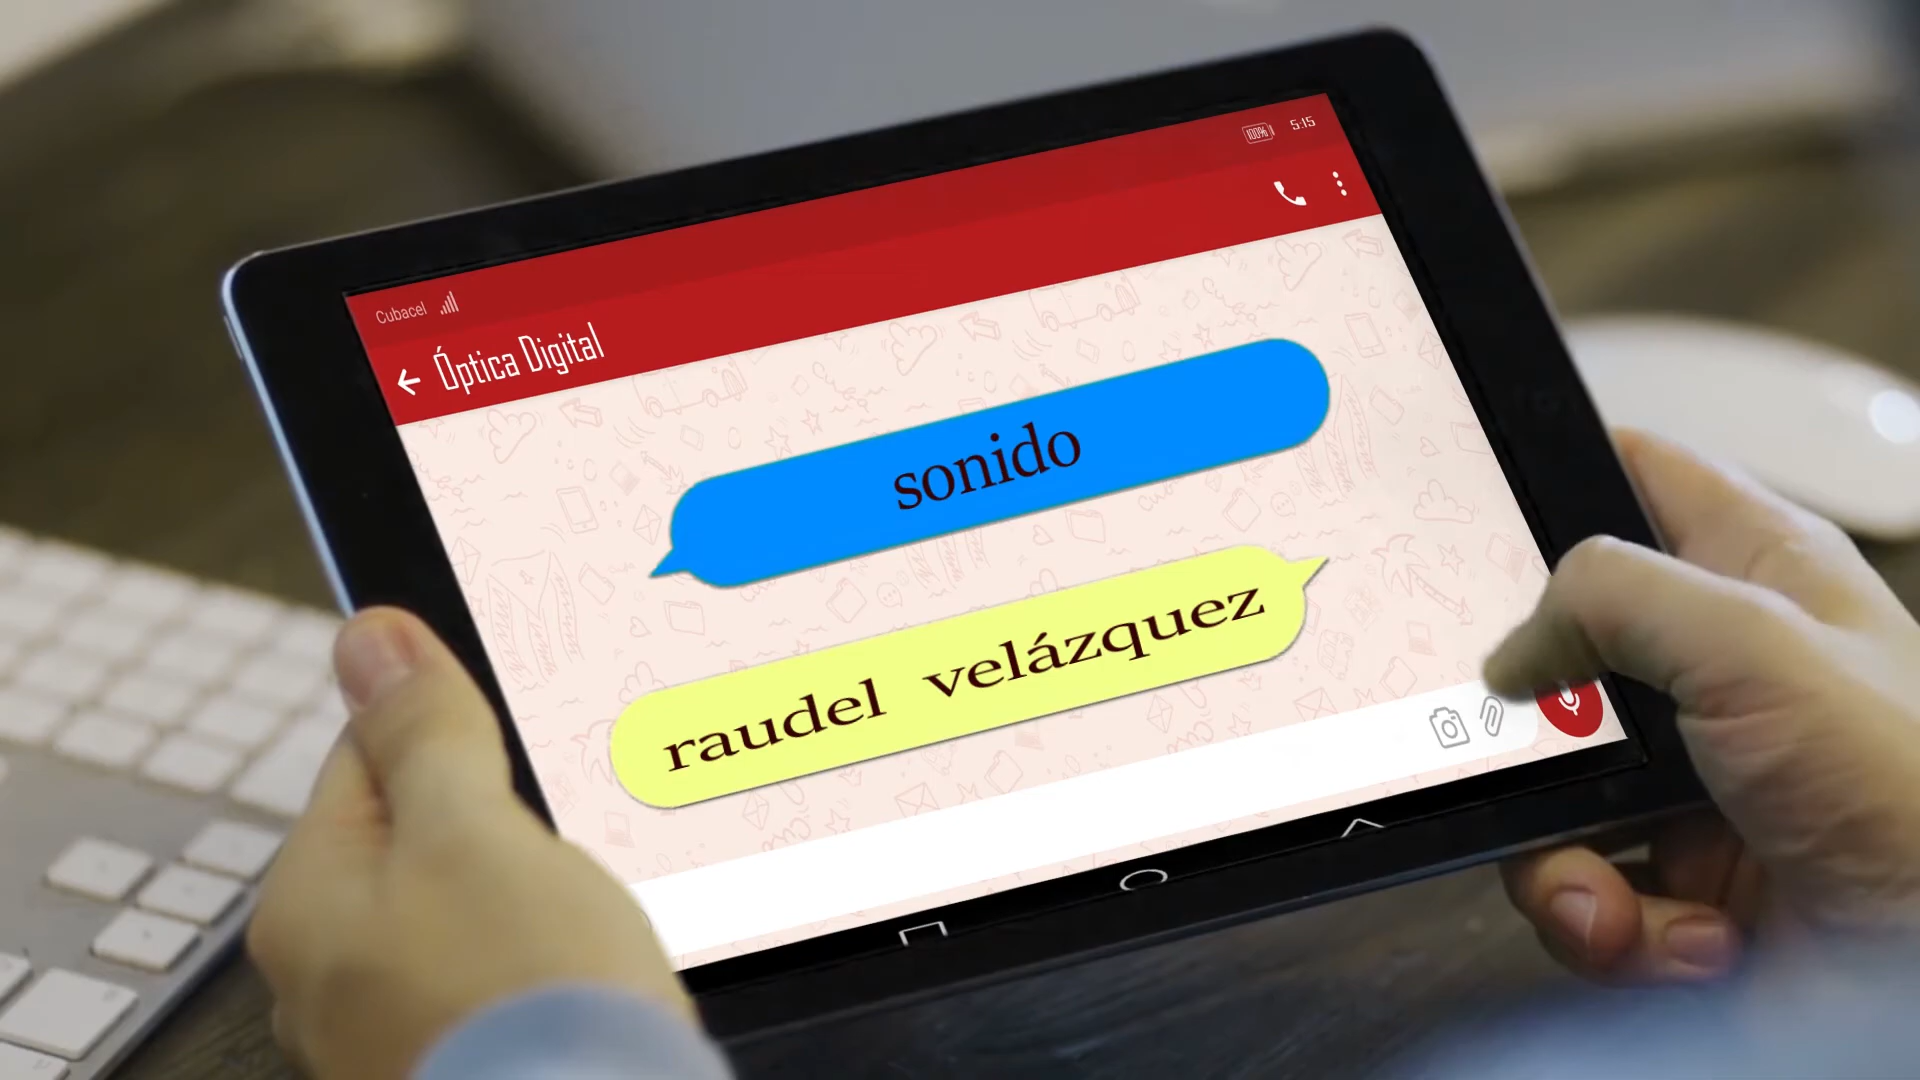 Cubacel
100%
5:15
Óptica Digital
sonido
raudel velázquez